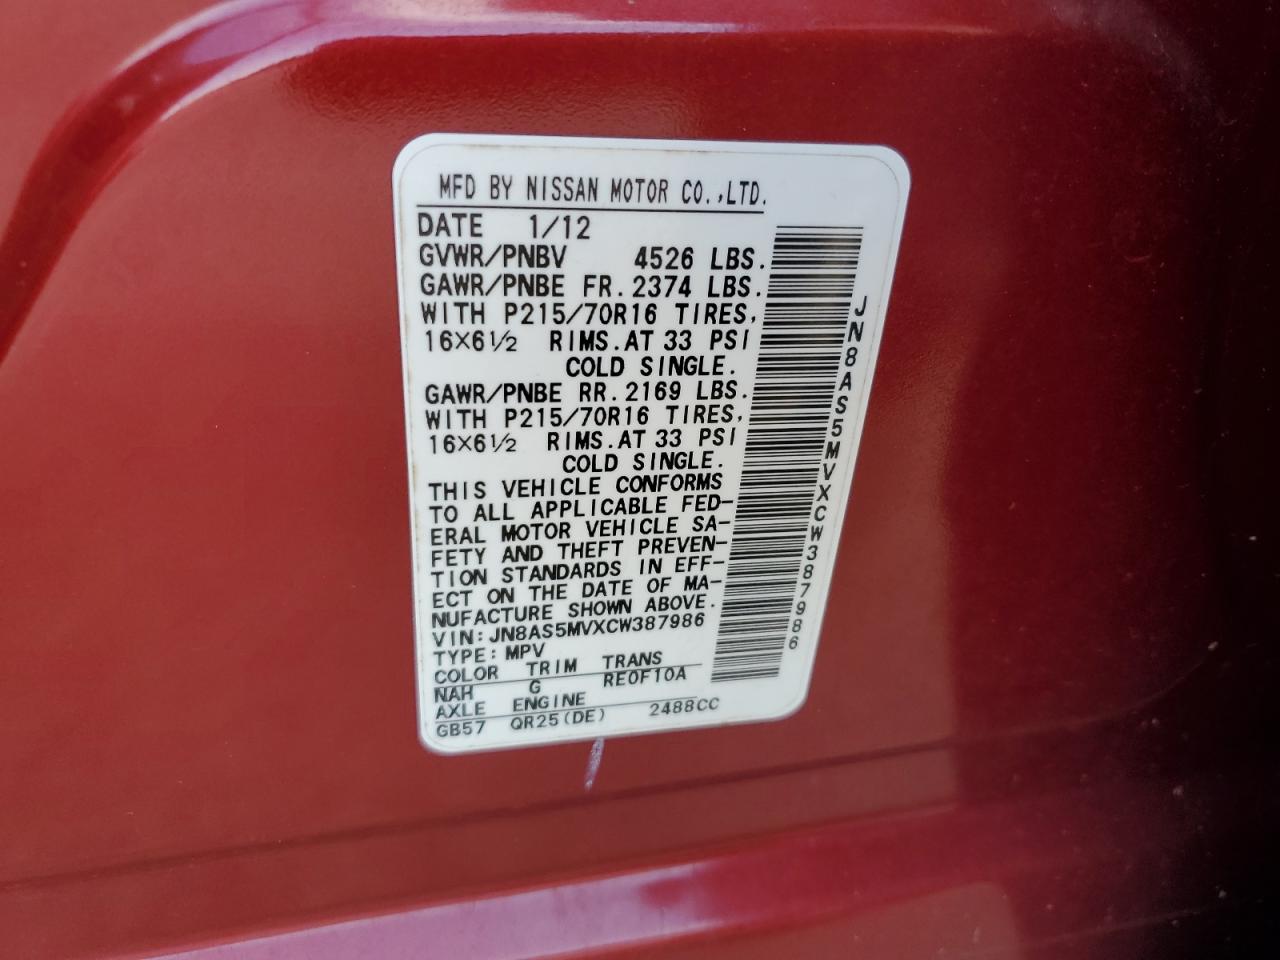 MFD BY NISSAN MOTOR CO.,LTD.
DATE 1/12
GVWR/PNBV 4526 LBS.
GAWR/PNBE FR.2374 LBS.
WITH P215/70R16 TIRES,
16X6½ RIMS.AT 33 PSI
COLD SINGLE.
GAWR/PNBE RR.2169 LBS.
WITH P215/70R16 TIRES,
16X6½ RIMS.AT 33 PSI
COLD SINGLE.
THIS VEHICLE CONFORMS
TO ALL APPLICABLE FED-
ERAL MOTOR VEHICLE SA-
FETY AND THEFT PREVEN-
TION STANDARDS IN EFF-
ECT ON THE DATE OF MA-
NUFACTURE SHOWN ABOVE.
VIN:JN8AS5MVXCW387986
TYPE:MPV
COLOR TRIM TRANS
NAH G RE0F10A
AXLE ENGINE
GB57 QR25(DE) 2488CC
JN8AS5MVXCW387986